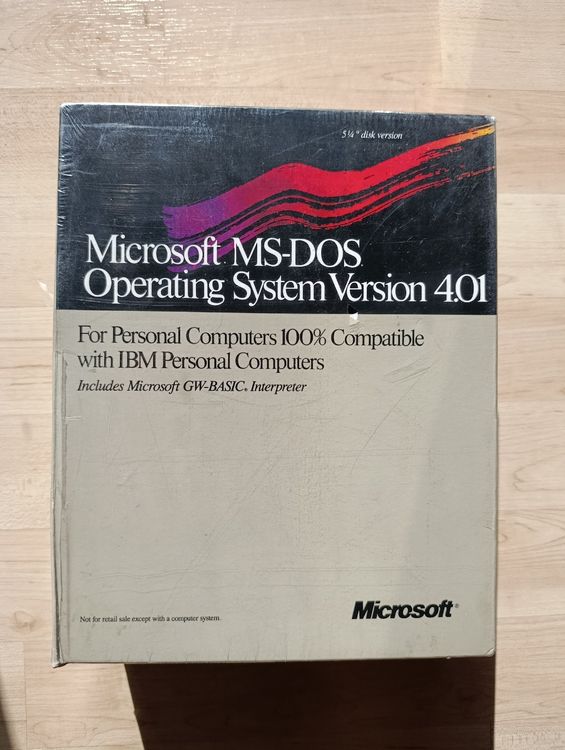 5¼" disk version
Microsoft® MS-DOS®
Operating System Version 4.01
For Personal Computers 100% Compatible
with IBM Personal Computers
Includes Microsoft GW-BASIC® Interpreter
Not for retail sale except with a computer system.
Microsoft®